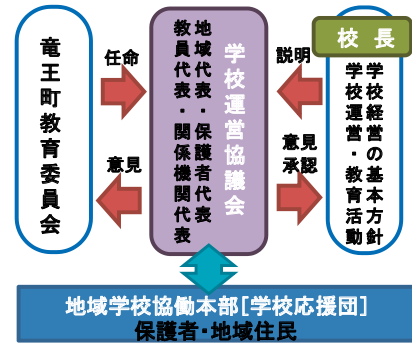 竜王町教育委員会
任命
意見
学校運営協議会
地域代表・保護者代表
教員代表・関係機関代表
説明
意見
承認
校長
学校経営の基本方針
学校運営・教育活動
地域学校協働本部[学校応援団]
保護者・地域住民